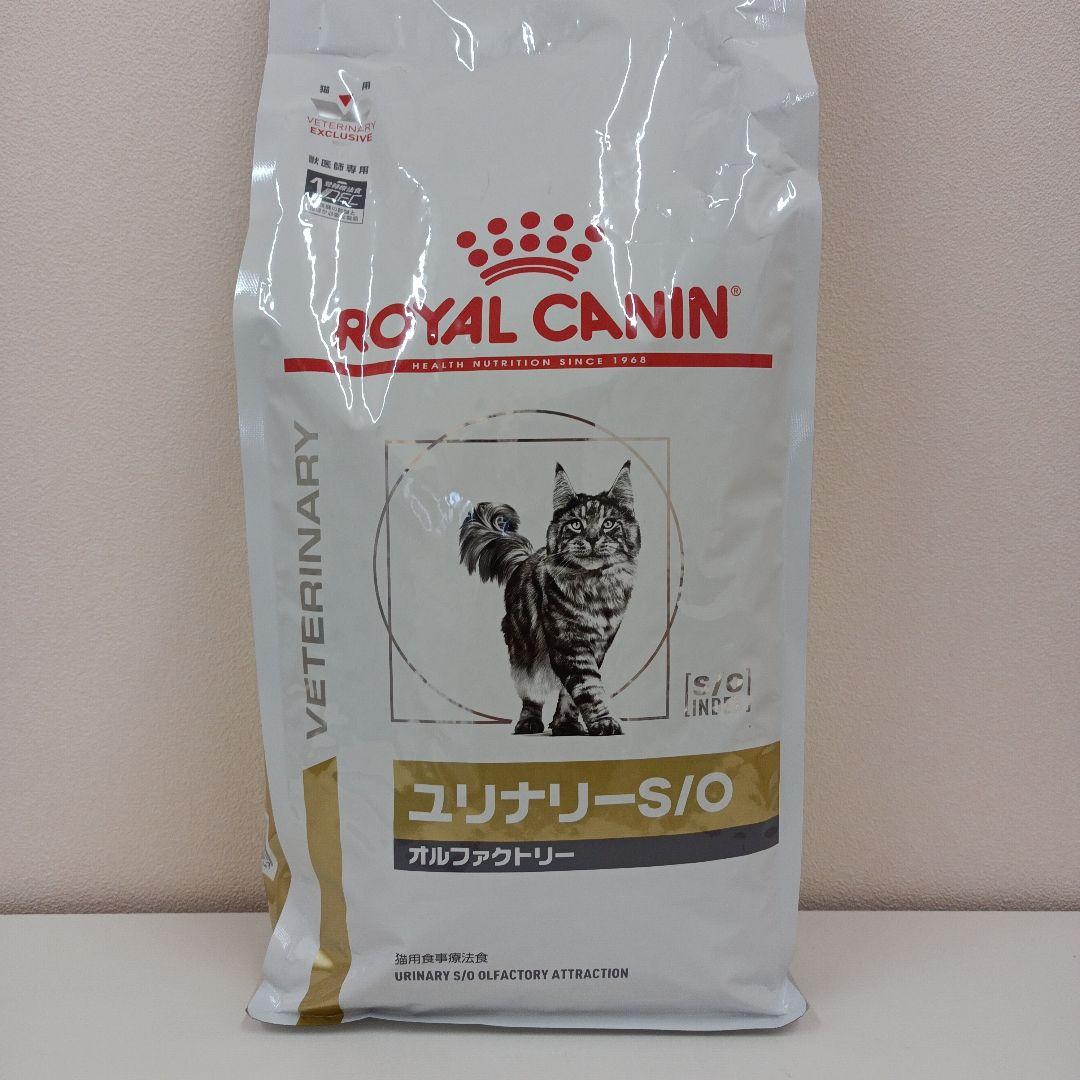 猫 用
VETERINARY
EXCLUSIVE
獣医師専用
ROYAL CANIN®
HEALTH NUTRITION SINCE 1968
VETERINARY
S/O
INDEX
ユリナリーS/O
オルファクトリー
猫用食事療法食
URINARY S/O OLFACTORY ATTRACTION